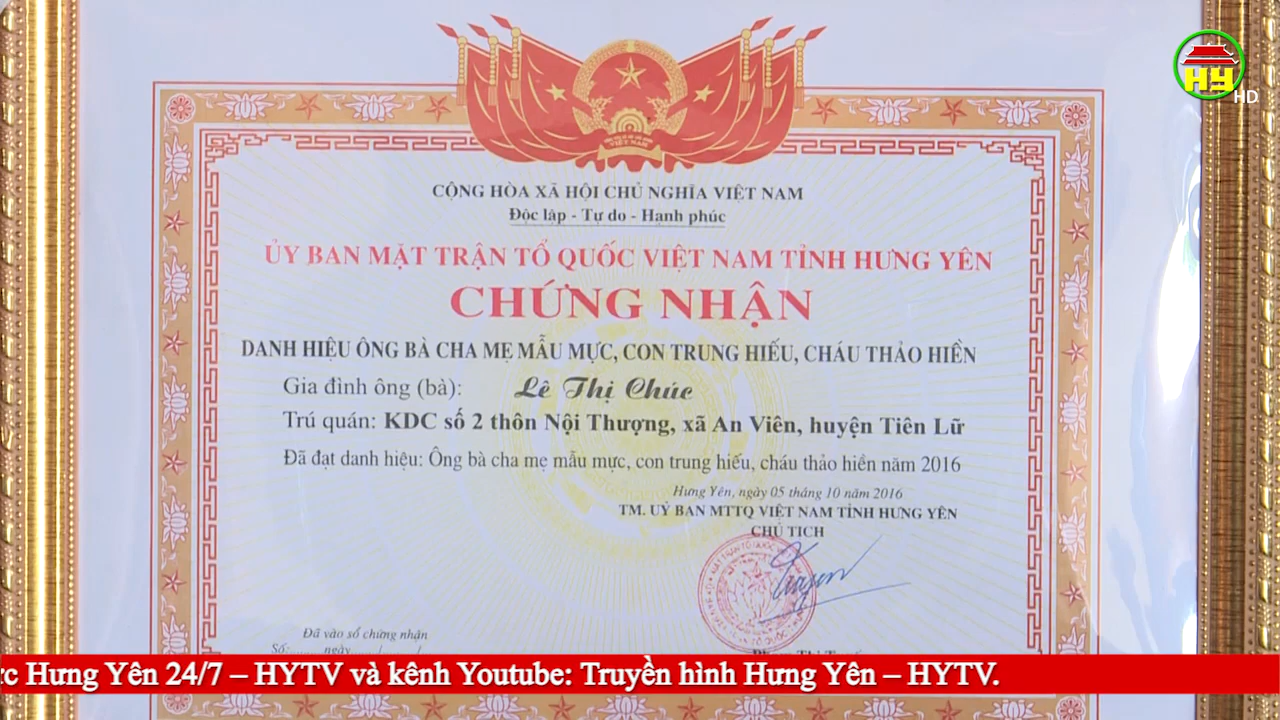 HY
HD
VIỆT NAM
CỘNG HÒA XÃ HỘI CHỦ NGHĨA VIỆT NAM
Độc lập - Tự do - Hạnh phúc
ỦY BAN MẶT TRẬN TỔ QUỐC VIỆT NAM TỈNH HƯNG YÊN
CHỨNG NHẬN
DANH HIỆU ÔNG BÀ CHA MẸ MẪU MỰC, CON TRUNG HIẾU, CHÁU THẢO HIỀN
Gia đình ông (bà): Lê Thị Chúc
Trú quán: KDC số 2 thôn Nội Thượng, xã An Viên, huyện Tiên Lữ
Đã đạt danh hiệu: Ông bà cha mẹ mẫu mực, con trung hiếu, cháu thảo hiền năm 2016
Hưng Yên, ngày 05 tháng 10 năm 2016
TM. UỶ BAN MTTQ VIỆT NAM TỈNH HƯNG YÊN
CHỦ TỊCH
Đã vào sổ chứng nhận
Số:... ngày
Hưng Yên 24/7 – HYTV và kênh Youtube: Truyền hình Hưng Yên – HYTV.